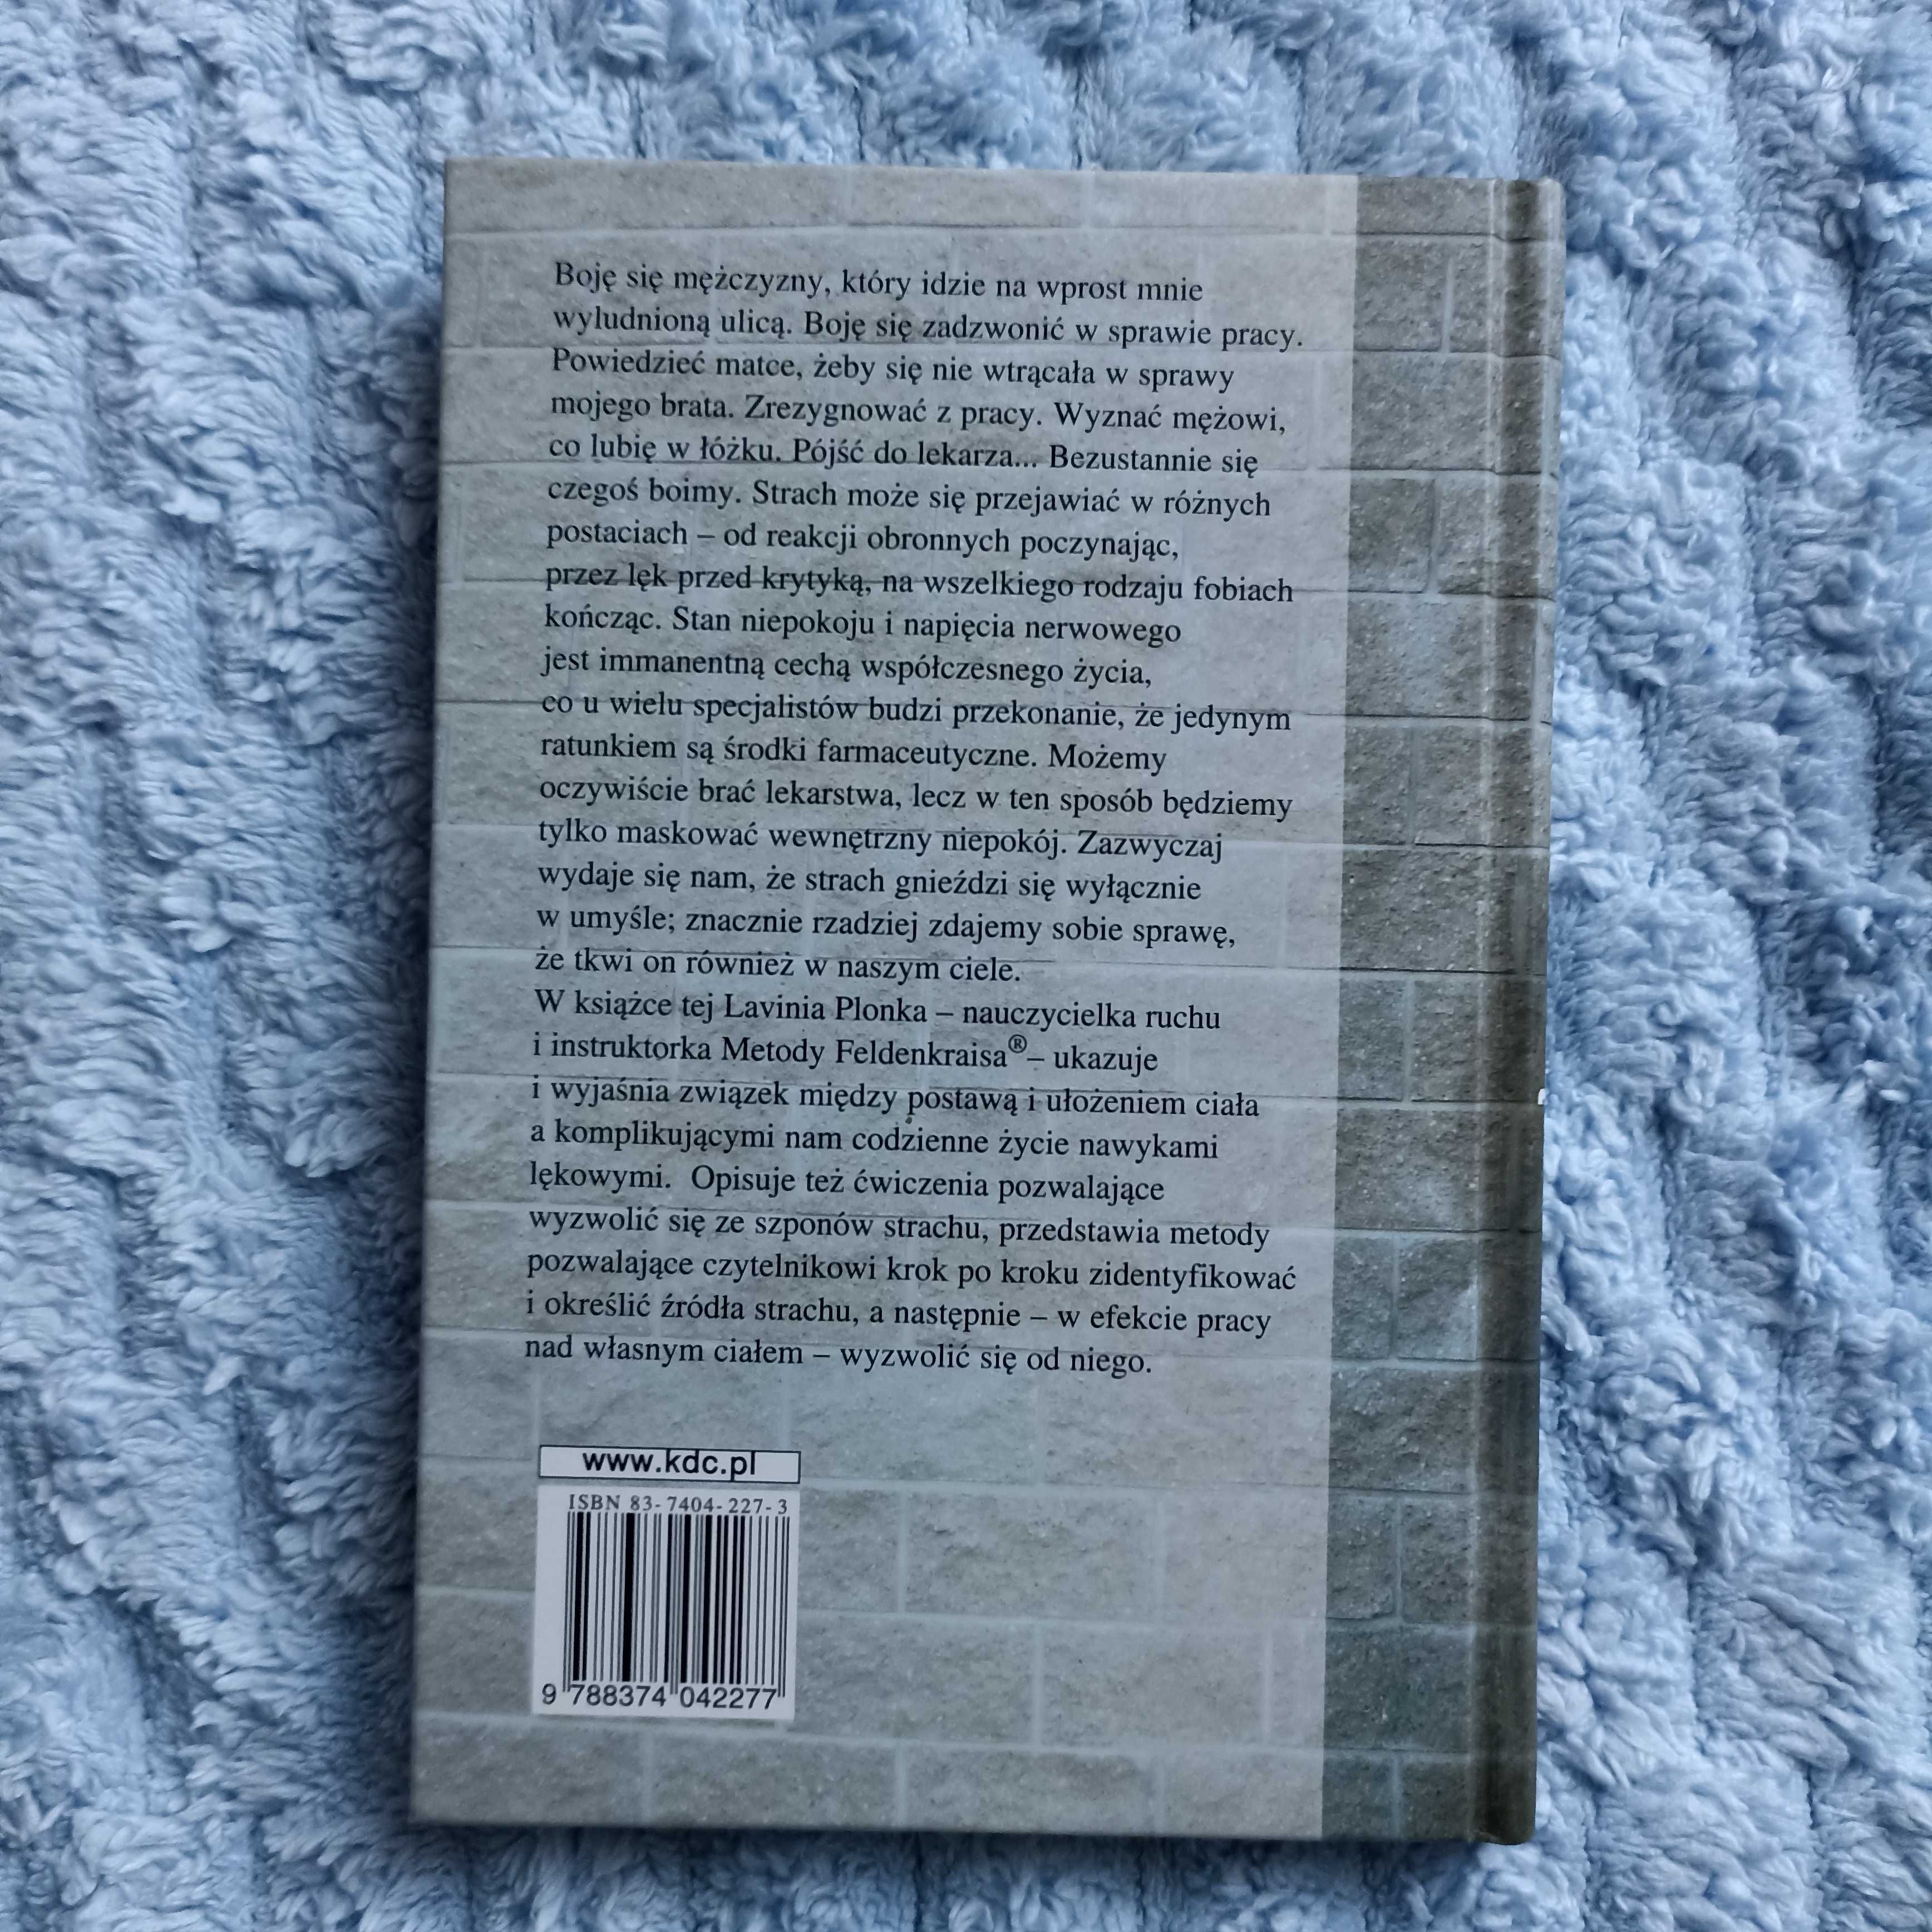 Boję się mężczyzny, który idzie na wprost mnie
wyludnioną ulicą. Boję się zadzwonić w sprawie pracy.
Powiedzieć matce, żeby się nie wtrącała w sprawy
mojego brata. Zrezygnować z pracy. Wyznać mężowi,
co lubię w łóżku. Pójść do lekarza... Bezustannie się
czegoś boimy. Strach może się przejawiać w różnych
postaciach – od reakcji obronnych poczynając,
przez lęk przed krytyką, na wszelkiego rodzaju fobiach
kończąc. Stan niepokoju i napięcia nerwowego
jest immanentną cechą współczesnego życia,
co u wielu specjalistów budzi przekonanie, że jedynym
ratunkiem są środki farmaceutyczne. Możemy
oczywiście brać lekarstwa, lecz w ten sposób będziemy
tylko maskować wewnętrzny niepokój. Zazwyczaj
wydaje się nam, że strach gnieździ się wyłącznie
w umyśle; znacznie rzadziej zdajemy sobie sprawę,
że tkwi on również w naszym ciele.
W książce tej Lavinia Plonka – nauczycielka ruchu
i instruktorka Metody Feldenkraisa®– ukazuje
i wyjaśnia związek między postawą i ułożeniem ciała
a komplikującymi nam codzienne życie nawykami
lękowymi. Opisuje też ćwiczenia pozwalające
wyzwolić się ze szponów strachu, przedstawia metody
pozwalające czytelnikowi krok po kroku zidentyfikować
i określić źródła strachu, a następnie – w efekcie pracy
nad własnym ciałem – wyzwolić się od niego.
www.kdc.pl
ISBN 83-7404-227-3
9 788374 042277